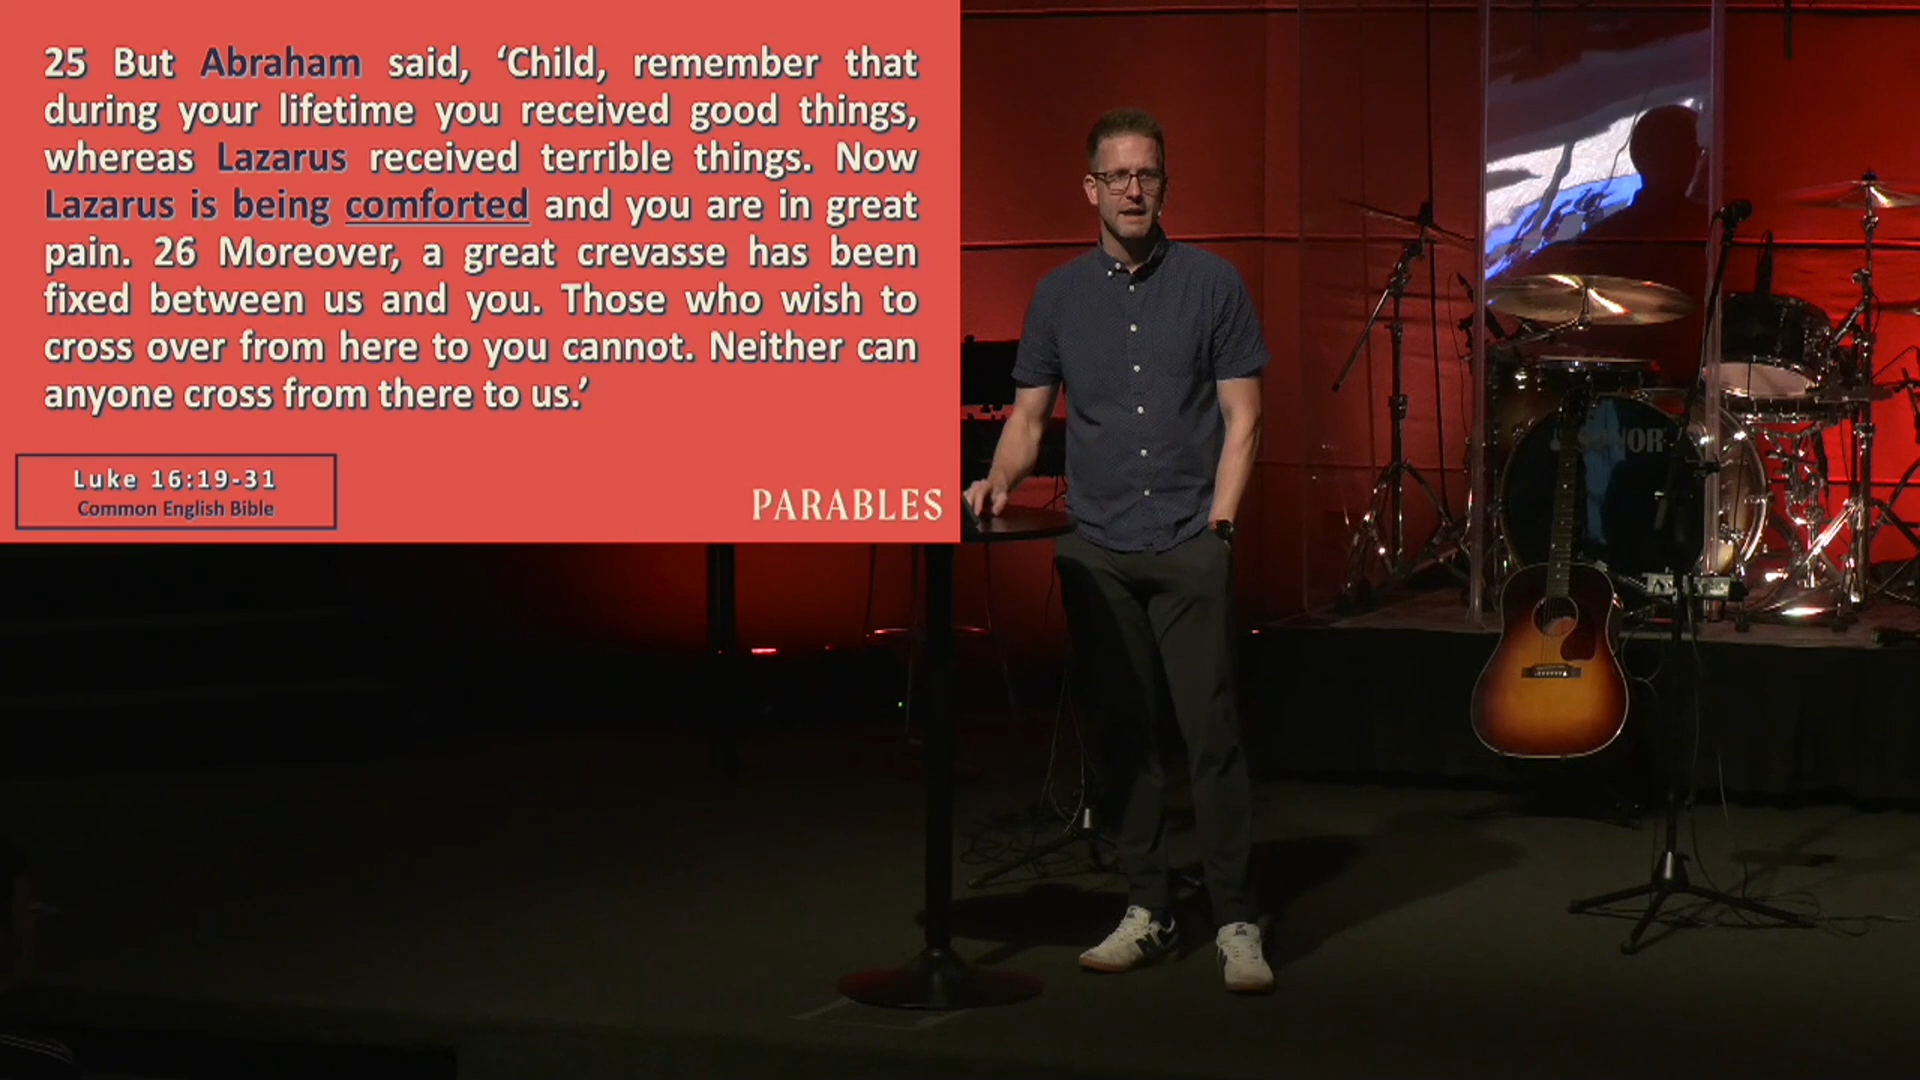 25 But Abraham said, ‘Child, remember that
during your lifetime you received good things,
whereas Lazarus received terrible things. Now
Lazarus is being comforted and you are in great
pain. 26 Moreover, a great crevasse has been
fixed between us and you. Those who wish to
cross over from here to you cannot. Neither can
anyone cross from there to us.’
Luke 16:19-31
Common English Bible
PARABLES